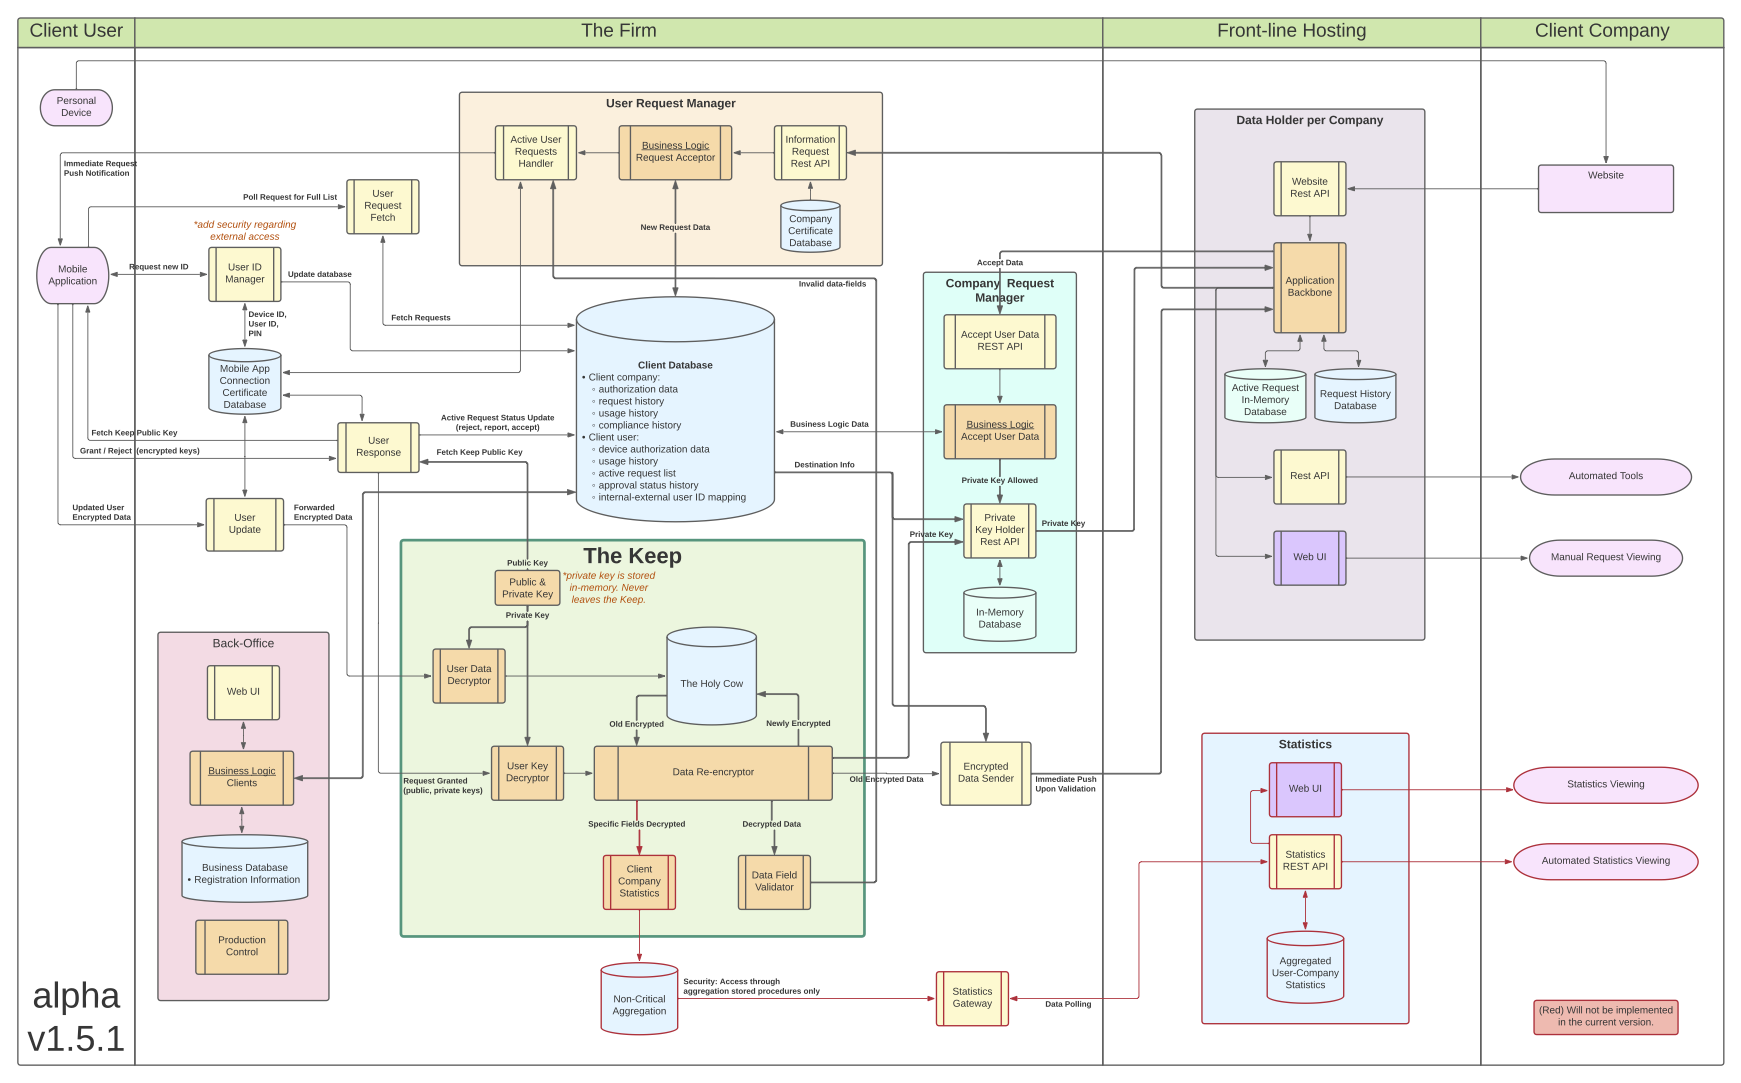 Client User
The Firm
Front-line Hosting
Client Company
Personal
Device
Immediate Request
Push Notification
Poll Request for Full List
User
Request
Fetch
*add security regarding
external access
Mobile
Application
Request new ID
User ID
Manager
Update database
Device ID,
User ID,
PIN
Mobile App
Connection
Certificate
Database
Fetch Requests
Fetch Keep Public Key
Grant / Reject  (encrypted keys)
User
Response
Active Request Status Update
(reject, report, accept)
Fetch Keep Public Key
Updated User
Encrypted Data
User
Update
Forwarded
Encrypted Data
User Request Manager
Active User
Requests
Handler
Business Logic
Request Acceptor
Information
Request
Rest API
Company
Certificate
Database
New Request Data
Invalid data-fields
Client Database
• Client company:
◦ authorization data
◦ request history
◦ usage history
◦ compliance history
• Client user:
◦ device authorization data
◦ usage history
◦ active request list
◦ approval status history
◦ internal-external user ID mapping
Business Logic Data
Destination Info
Accept Data
Company  Request
Manager
Accept User Data
REST API
Business Logic
Accept User Data
Private Key Allowed
Private
Key Holder
Rest API
Private Key
Private Key
In-Memory
Database
Data Holder per Company
Website
Rest API
Application
Backbone
Active Request
In-Memory
Database
Request History
Database
Rest API
Web UI
Website
Automated Tools
Manual Request Viewing
The Keep
Public Key
Public &
Private Key
*private key is stored
in-memory. Never
leaves the Keep.
Private Key
User Data
Decryptor
The Holy Cow
Old Encrypted
Newly Encrypted
User Key
Decryptor
Request Granted
(public, private keys)
Data Re-encryptor
Old Encrypted Data
Encrypted
Data Sender
Immediate Push
Upon Validation
Specific Fields Decrypted
Decrypted Data
Client
Company
Statistics
Data Field
Validator
Back-Office
Web UI
Business Logic
Clients
Business Database
• Registration Information
Production
Control
Non-Critical
Aggregation
Security: Access through
aggregation stored procedures only
Statistics
Gateway
Data Polling
Statistics
Web UI
Statistics
REST API
Aggregated
User-Company
Statistics
Statistics Viewing
Automated Statistics Viewing
(Red) Will not be implemented
in the current version.
alpha
v1.5.1